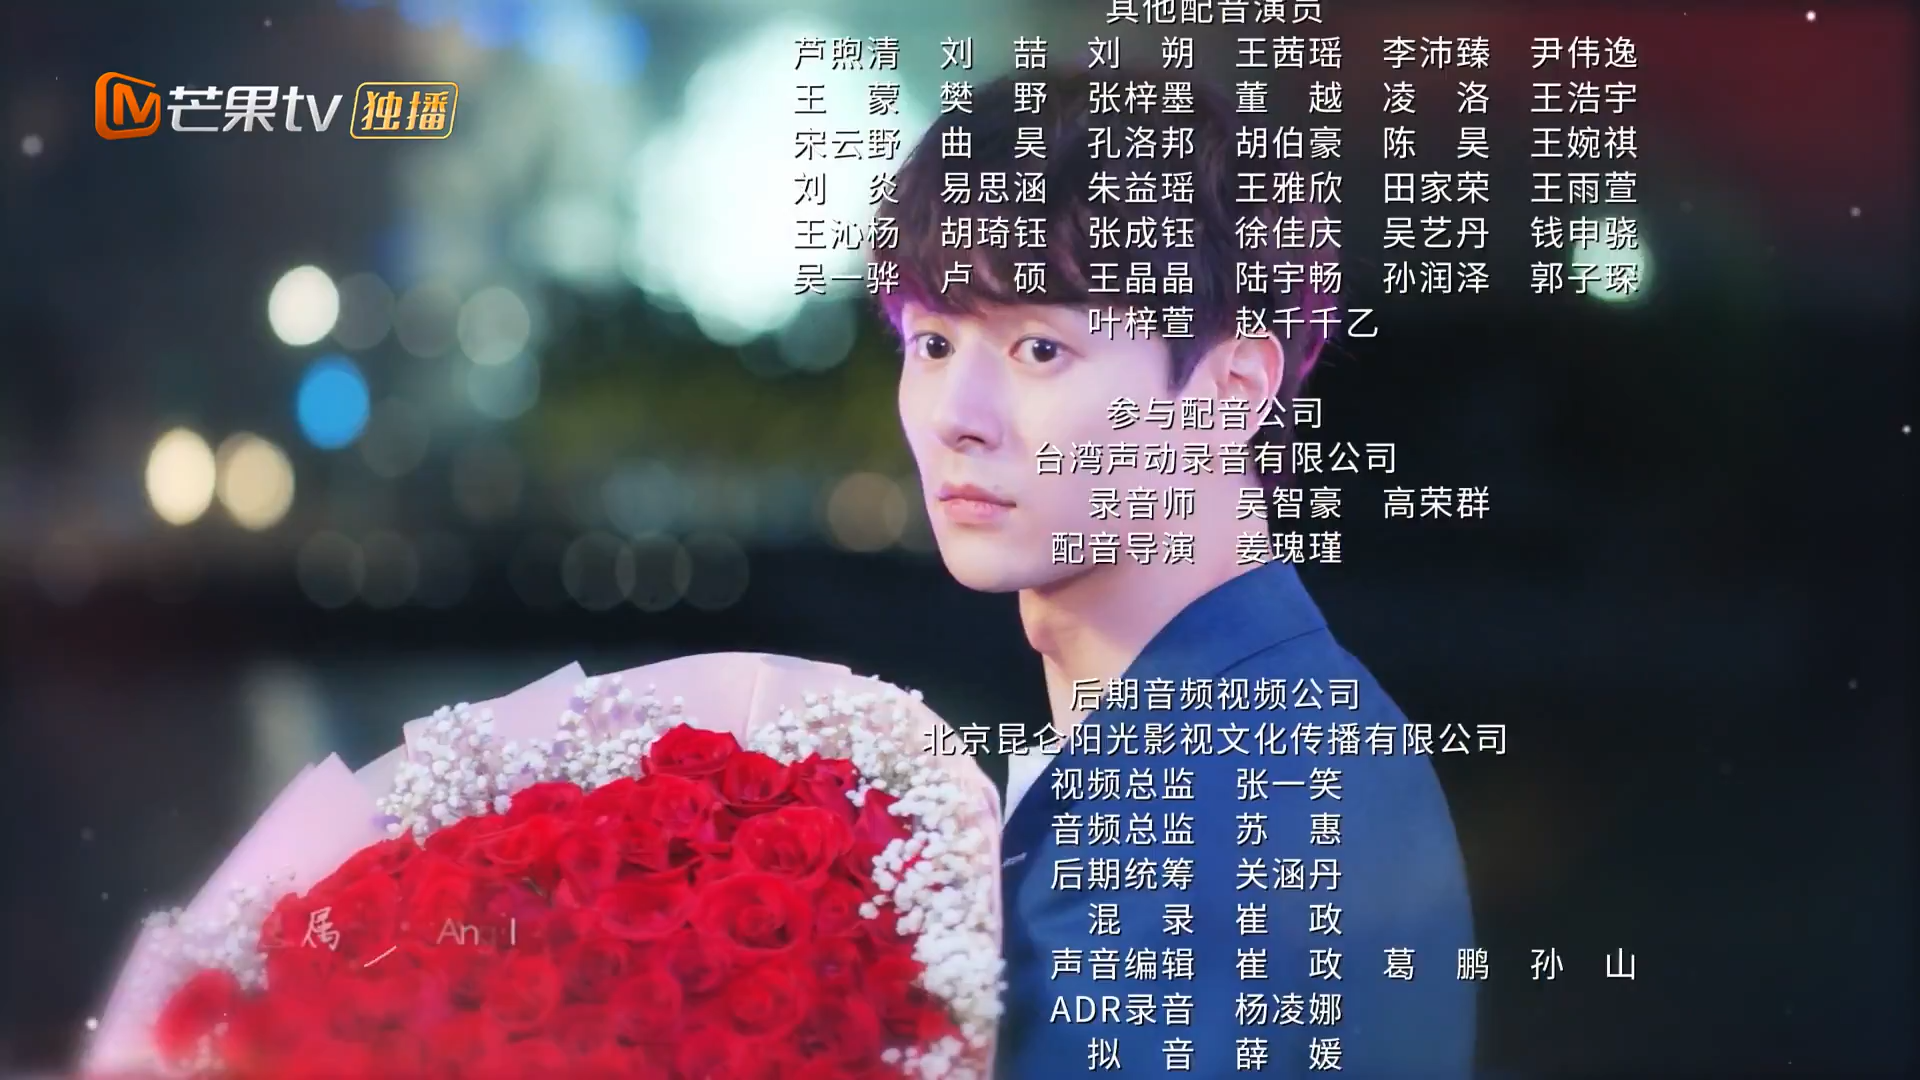 其他配音演员
芒果tv 独播
芦煦清 刘喆 刘朔 王茜瑶 李沛臻 尹伟逸
王蒙 樊野 张梓墨 董越 凌洛 王浩宇
宋云野 曲昊 孔洛邦 胡伯豪 陈昊 王婉祺
刘炎 易思涵 朱益瑶 王雅欣 田家荣 王雨萱
王沁杨 胡琦钰 张成钰 徐佳庆 吴艺丹 钱申骁
吴一骅 卢硕 王晶晶 陆宇畅 孙润泽 郭子琛
叶梓萱 赵千千乙
参与配音公司
台湾声动录音有限公司
录音师 吴智豪 高荣群
配音导演 姜瑰瑾
后期音频视频公司
北京昆仑阳光影视文化传播有限公司
视频总监 张一笑
音频总监 苏惠
后期统筹 关涵丹
混录 崔政
属 Ang l
声音编辑 崔政 葛鹏 孙山
ADR录音 杨凌娜
拟音 薛媛